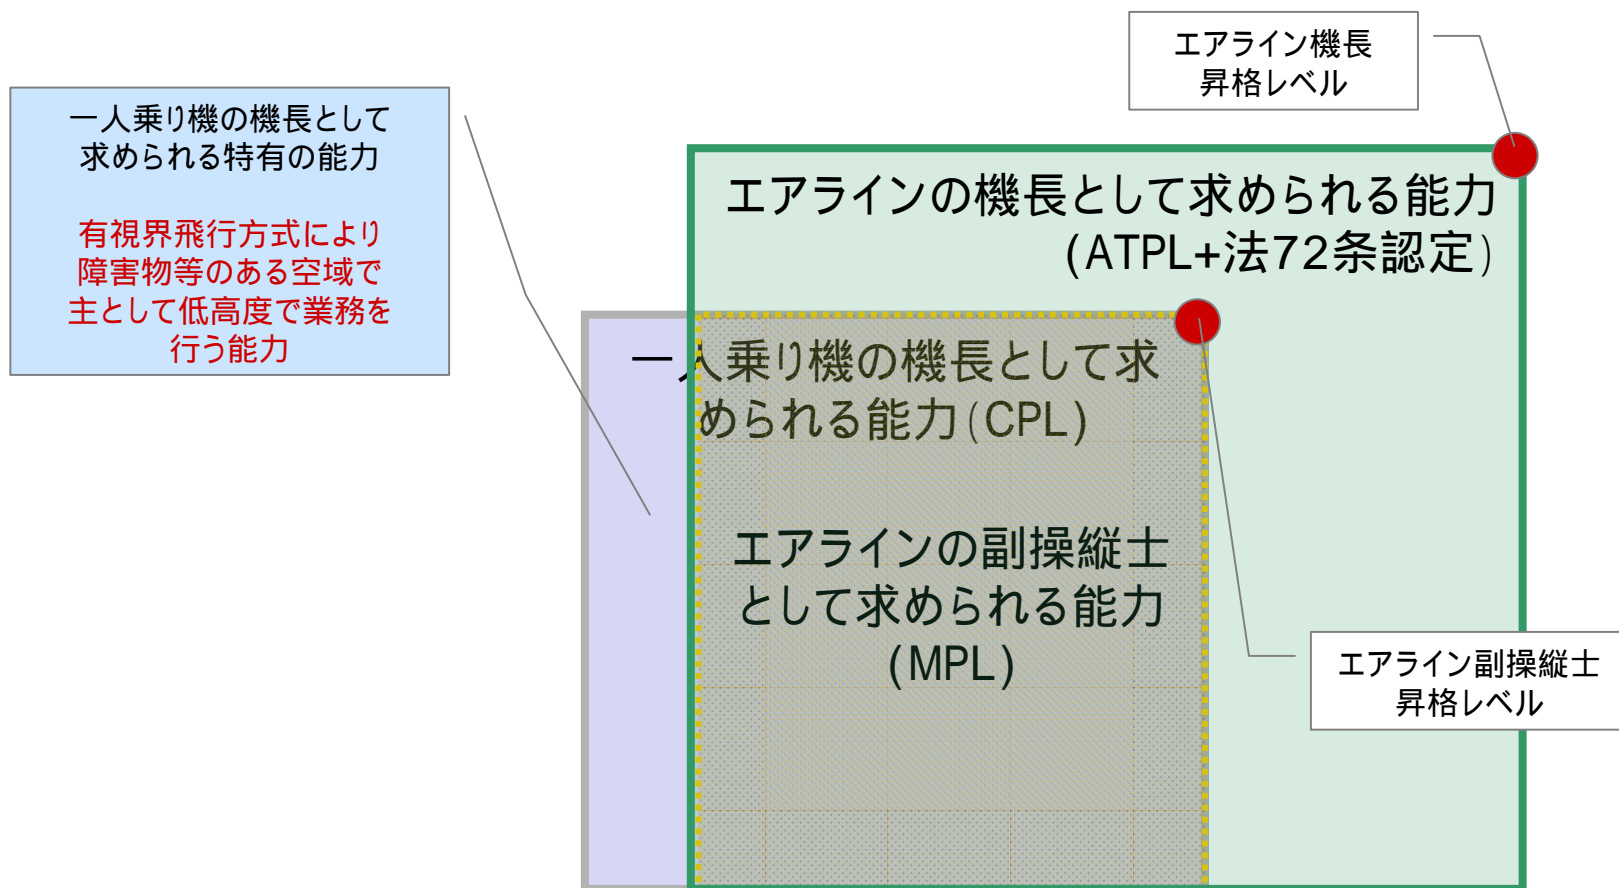 エアライン機長
昇格レベル
一人乗り機の機長として
求められる特有の能力
有視界飛行方式により
障害物等のある空域で
主として低高度で業務を
行う能力
エアラインの機長として求められる能力
(ATPL+法72条認定)
一人乗り機の機長として求
められる能力(CPL)
エアラインの副操縦士
として求められる能力
(MPL)
エアライン副操縦士
昇格レベル